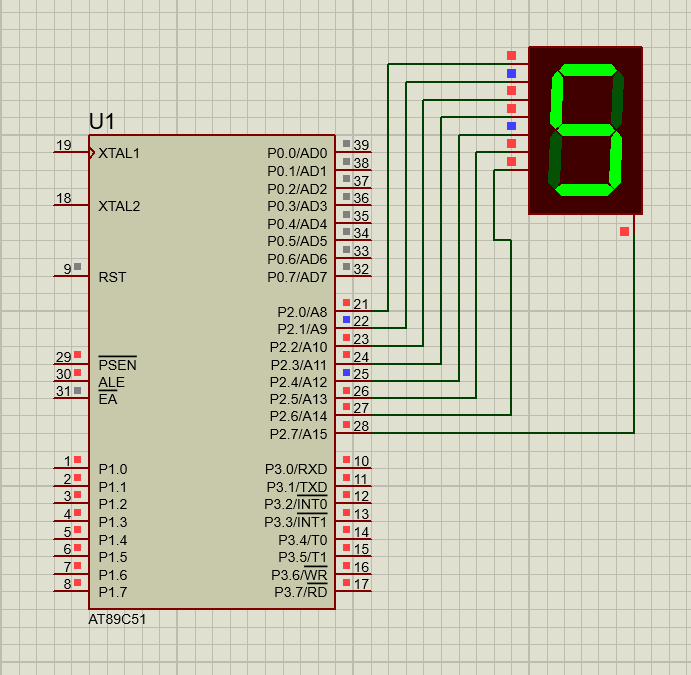 U1
19 XTAL1 P0.0/AD0 39
P0.1/AD1 38
P0.2/AD2 37
18 XTAL2 P0.3/AD3 36
P0.4/AD4 35
P0.5/AD5 34
P0.6/AD6 33
9 RST P0.7/AD7 32
P2.0/A8 21
P2.1/A9 22
P2.2/A10 23
29 PSEN P2.3/A11 24
30 ALE P2.4/A12 25
31 EA P2.5/A13 26
P2.6/A14 27
P2.7/A15 28
1 P1.0 P3.0/RXD 10
2 P1.1 P3.1/TXD 11
3 P1.2 P3.2/INT0 12
4 P1.3 P3.3/INT1 13
5 P1.4 P3.4/T0 14
6 P1.5 P3.5/T1 15
7 P1.6 P3.6/WR 16
8 P1.7 P3.7/RD 17
AT89C51
5